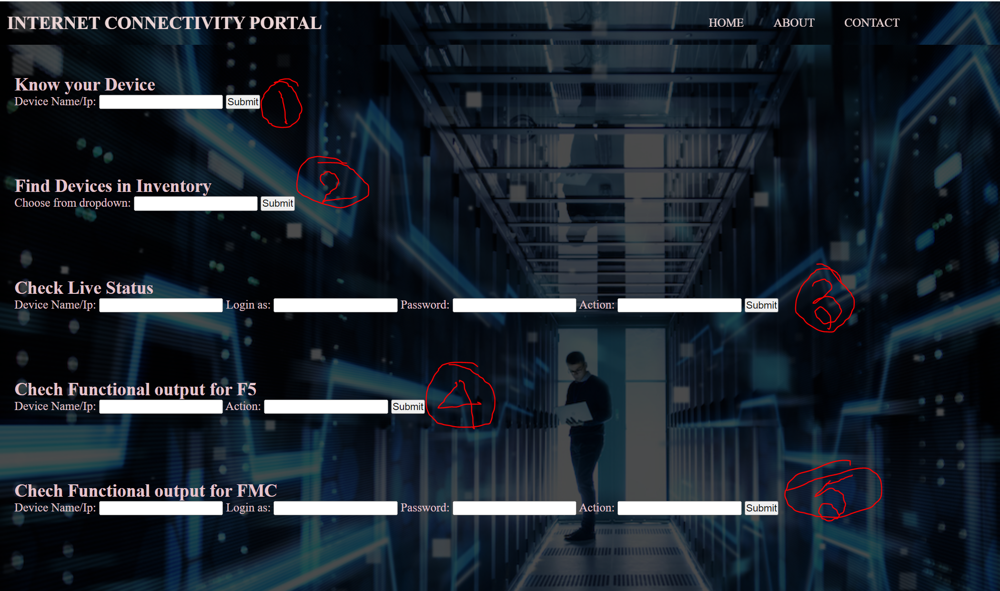 INTERNET CONNECTIVITY PORTAL HOME ABOUT CONTACT
Know your Device
Device Name/Ip: Submit 1
Find Devices in Inventory 2
Choose from dropdown: Submit
Check Live Status
Device Name/Ip: Login as: Password: Action: Submit 3
Chech Functional output for F5
Device Name/Ip: Action: Submit 4
Chech Functional output for FMC
Device Name/Ip: Login as: Password: Action: Submit 5